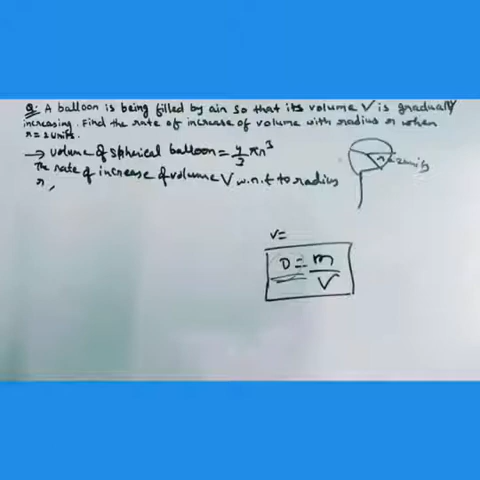 Q: A balloon is being filled by air so that its volume V is gradually
increasing. Find the rate of increase of volume with radius r when
r = 2 units.
→ Volume of spherical balloon = 4/3 πr³
The rate of increase of volume V w.r.t to radius
r,
r = 2 units
V=
D = m/V